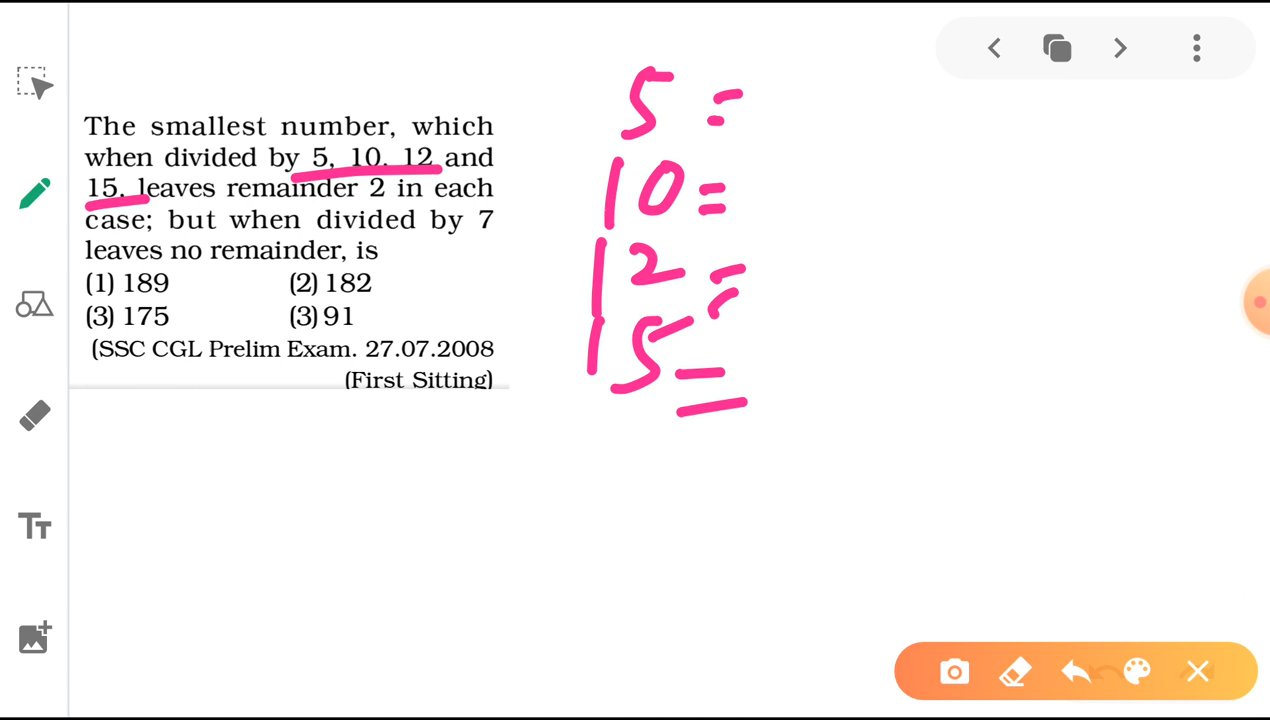 The smallest number, which
when divided by 5, 10, 12 and
15, leaves remainder 2 in each
case; but when divided by 7
leaves no remainder, is
(1) 189 (2) 182
(3) 175 (3) 91
(SSC CGL Prelim Exam. 27.07.2008
(First Sitting)
5 =
10 =
12 =
15 =
TT